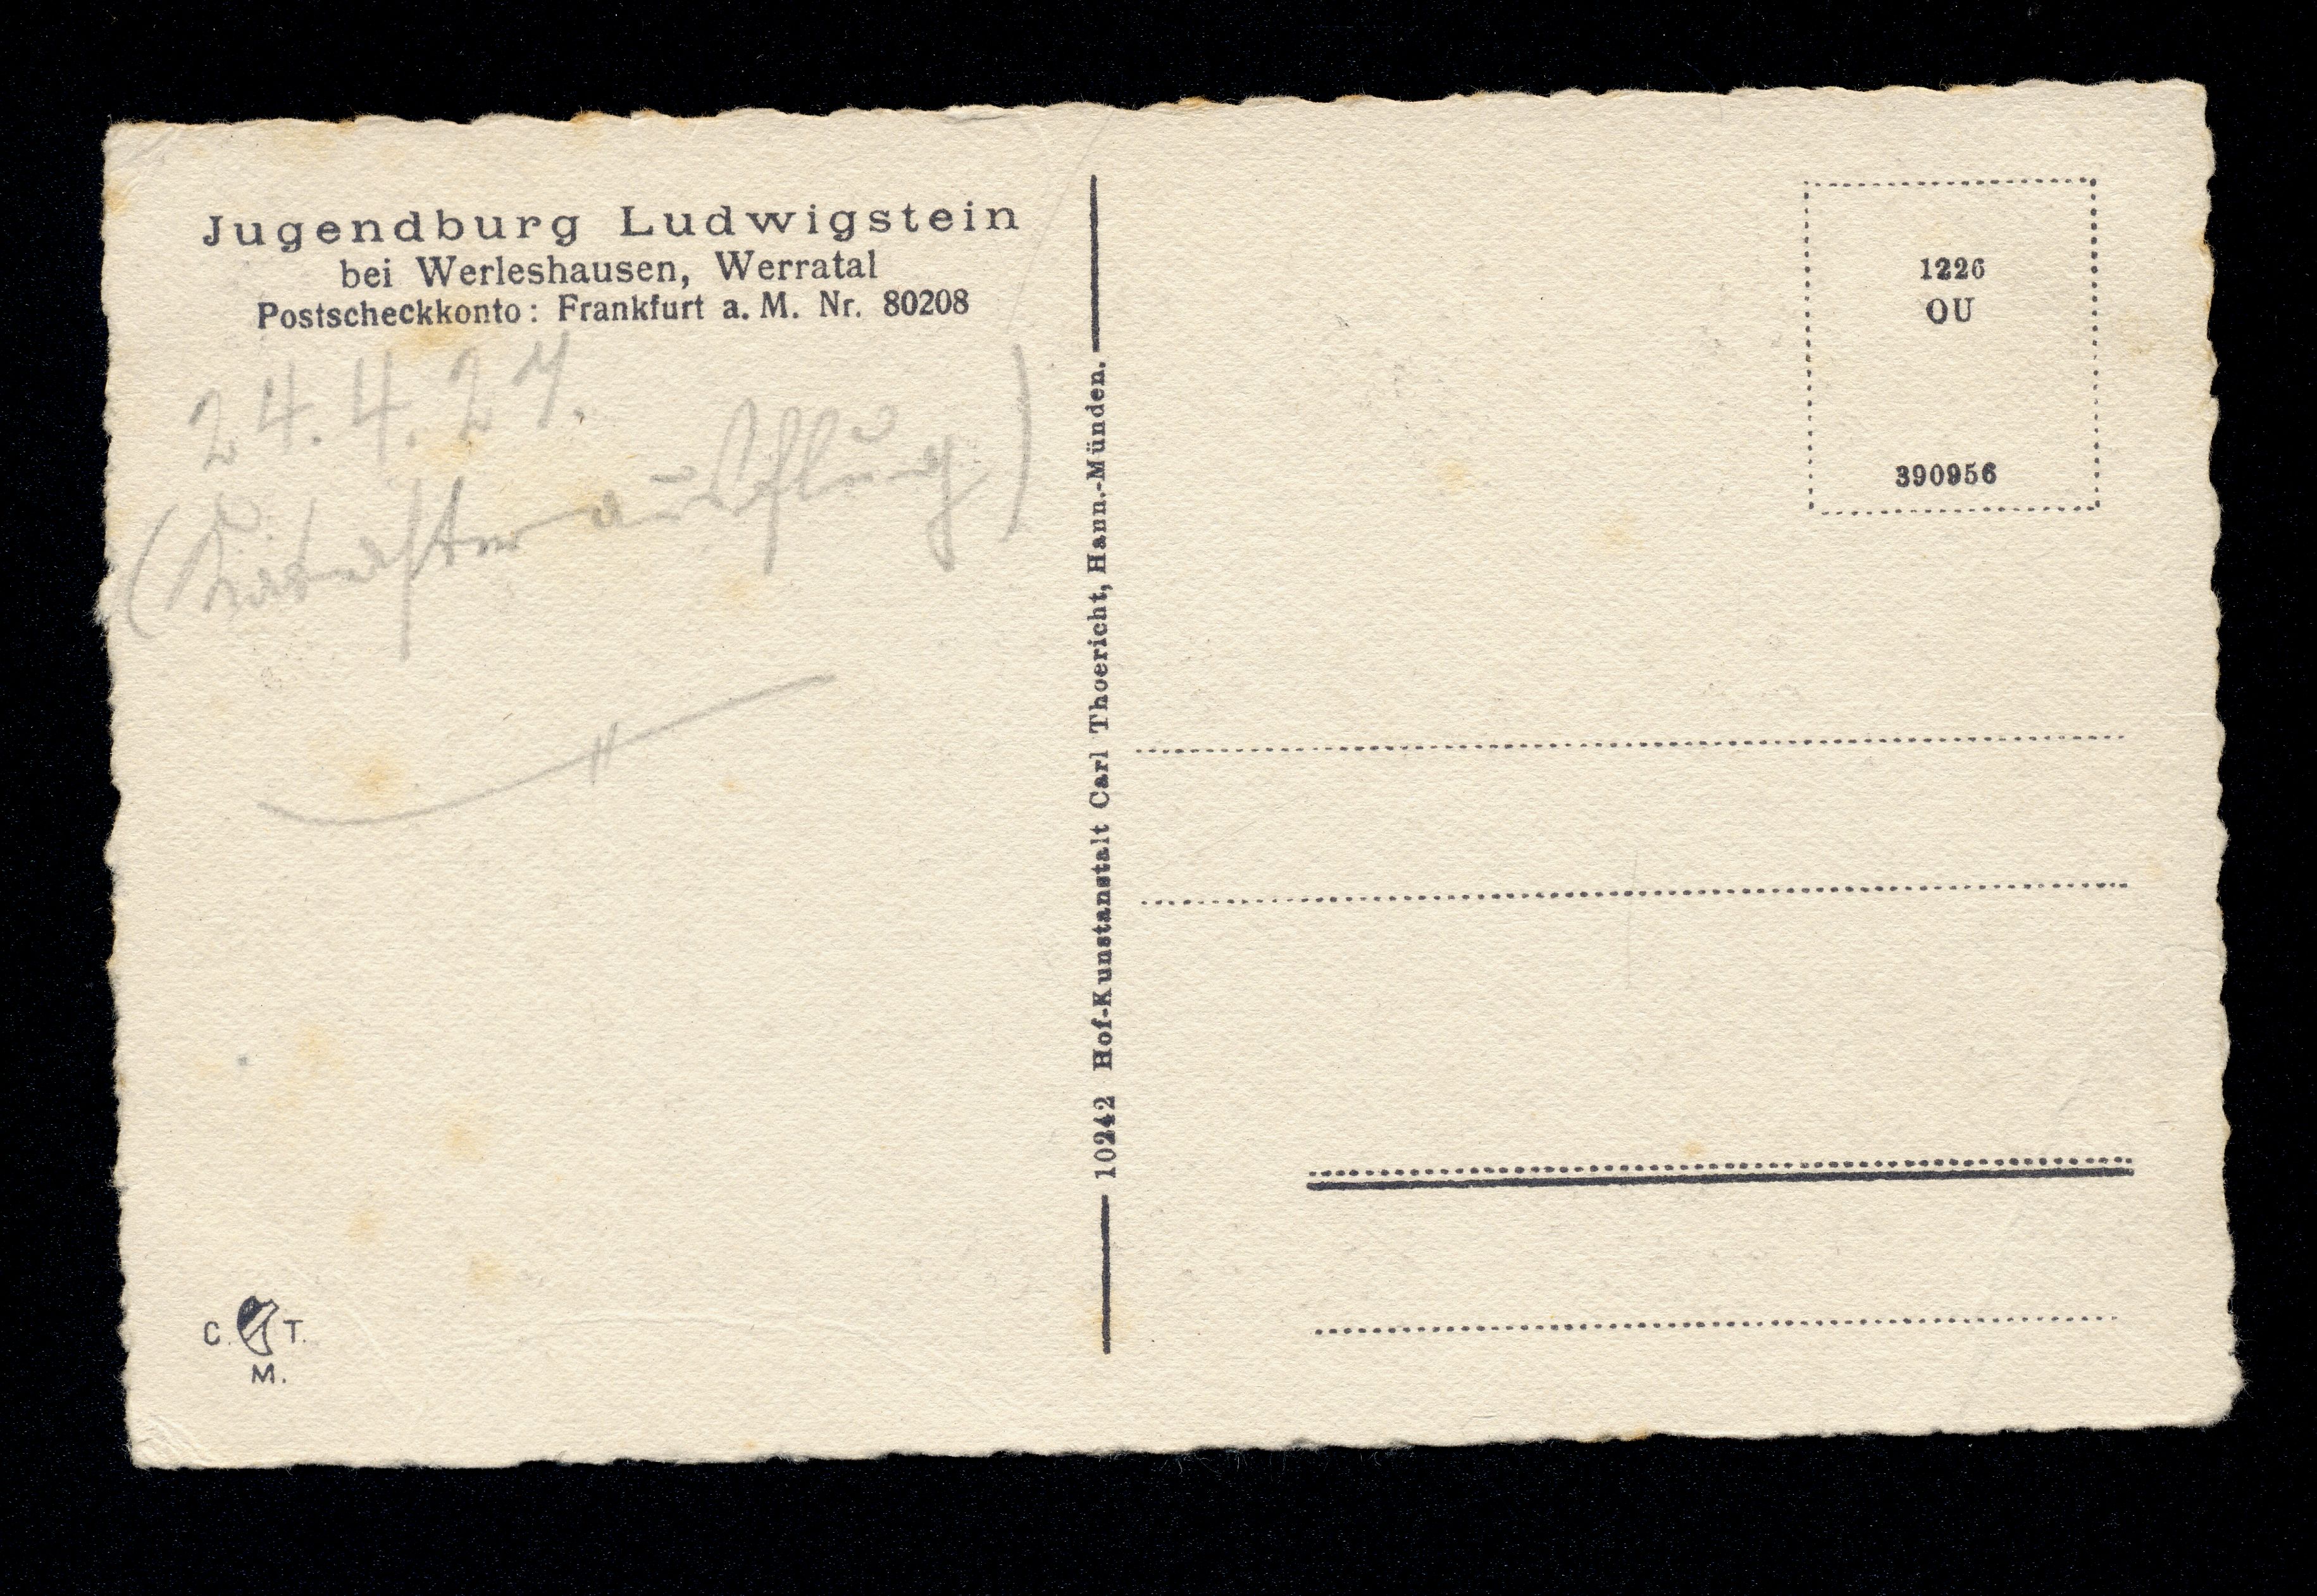 Jugendburg Ludwigstein
bei Werleshausen, Werratal
Postscheckkonto: Frankfurt a. M. Nr. 80208
24.4.27.
ausflug)
C. T.
M.
10242 Hof-Kunstanstalt Carl Thoericht, Hann.-Münden.
1226
OU
390956